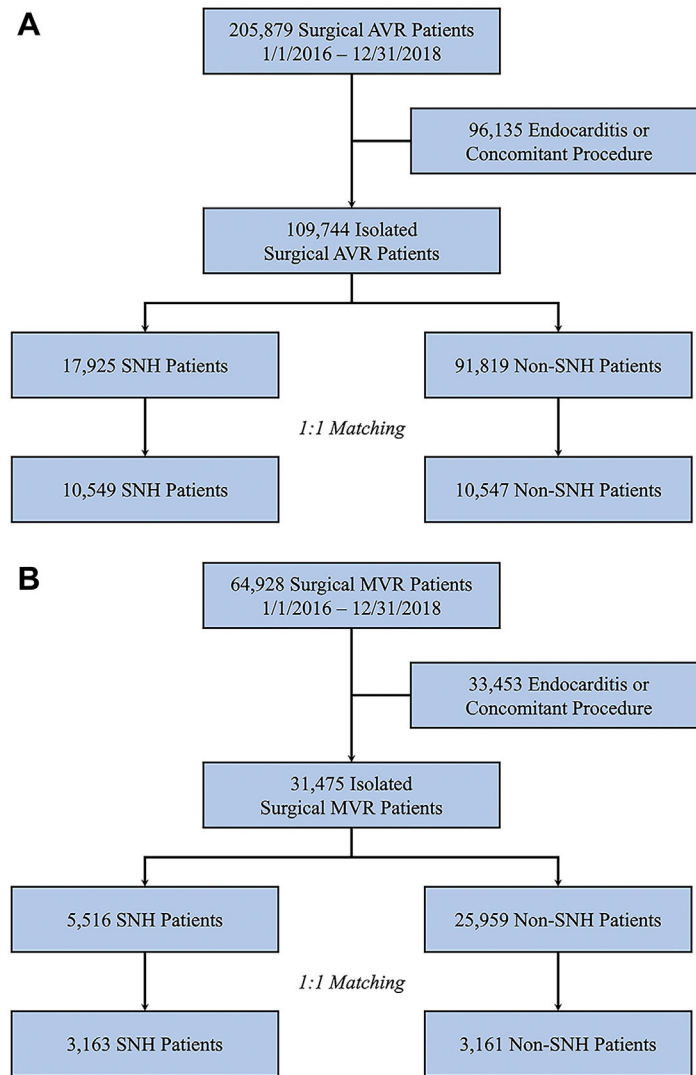 A
205,879 Surgical AVR Patients
1/1/2016 – 12/31/2018
96,135 Endocarditis or
Concomitant Procedure
109,744 Isolated
Surgical AVR Patients
17,925 SNH Patients
91,819 Non-SNH Patients
1:1 Matching
10,549 SNH Patients
10,547 Non-SNH Patients
B
64,928 Surgical MVR Patients
1/1/2016 – 12/31/2018
33,453 Endocarditis or
Concomitant Procedure
31,475 Isolated
Surgical MVR Patients
5,516 SNH Patients
25,959 Non-SNH Patients
1:1 Matching
3,163 SNH Patients
3,161 Non-SNH Patients